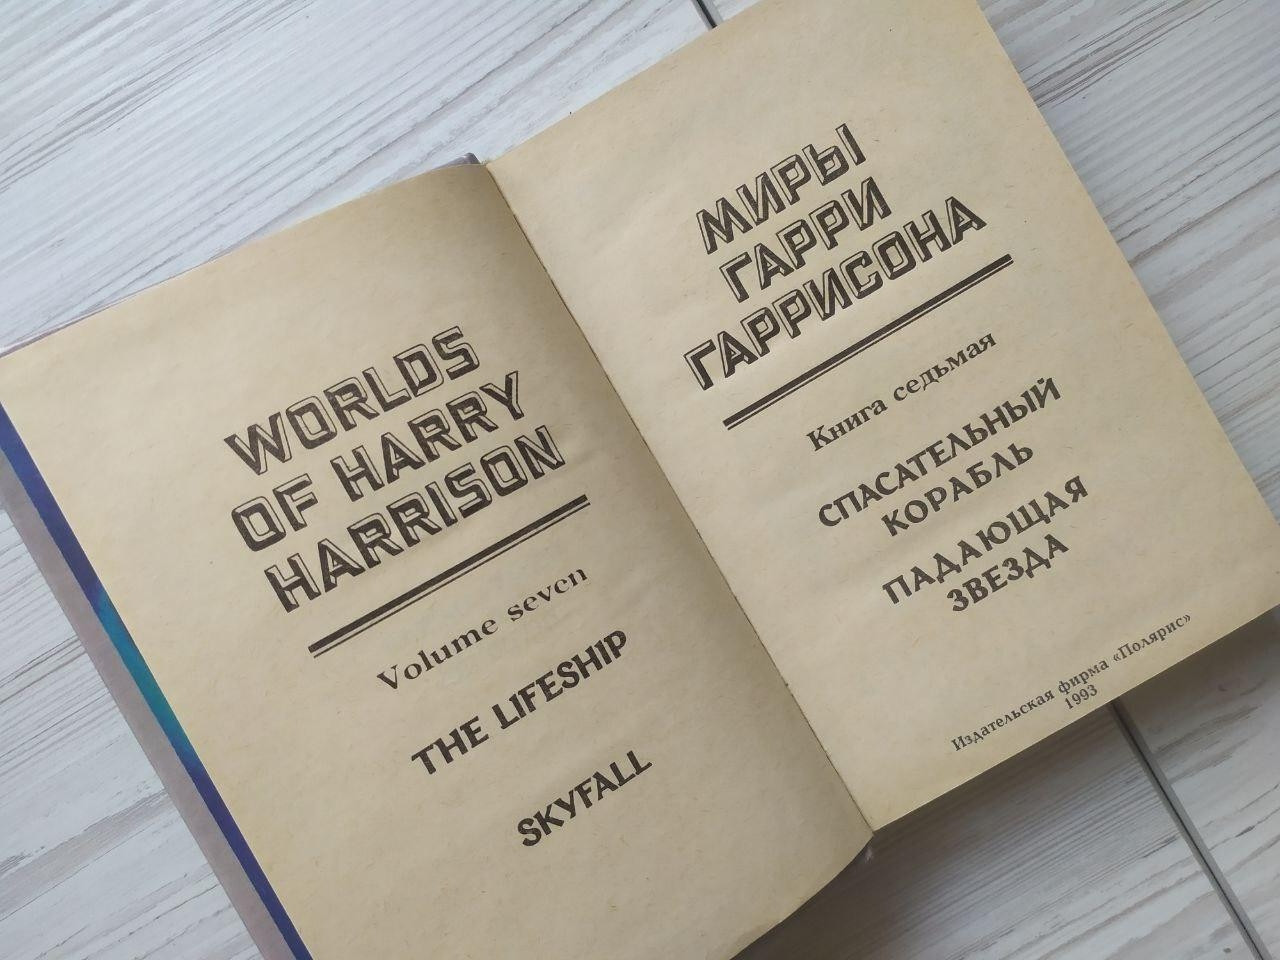 WORLDS
OF HARRY
HARRISON
Volume seven
THE LIFESHIP
SKYFALL
МИРЫ
ГАРРИ
ГАРРИСОНА
Книга седьмая
СПАСАТЕЛЬНЫЙ
КОРАБЛЬ
ПАДАЮЩАЯ
ЗВЕЗДА
Издательская фирма «Полярис»
1993